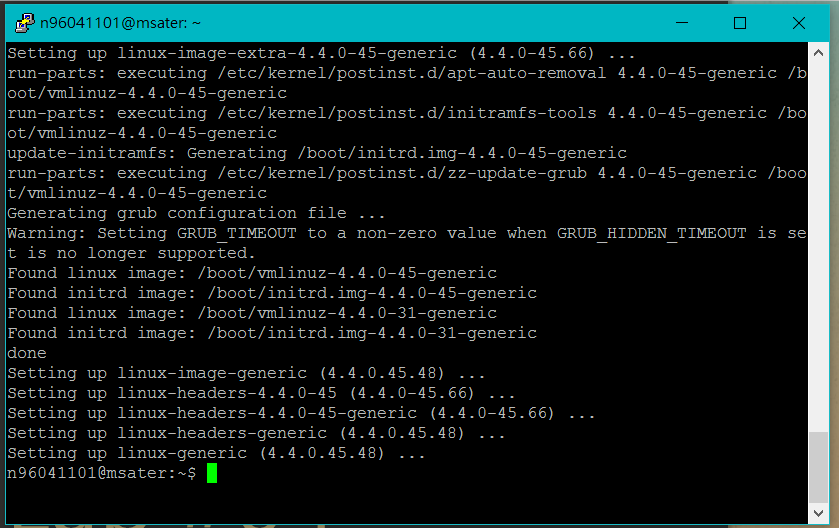 n96041101@msater: ~
Setting up linux-image-extra-4.4.0-45-generic (4.4.0-45.66) ...
run-parts: executing /etc/kernel/postinst.d/apt-auto-removal 4.4.0-45-generic /b
oot/vmlinuz-4.4.0-45-generic
run-parts: executing /etc/kernel/postinst.d/initramfs-tools 4.4.0-45-generic /bo
ot/vmlinuz-4.4.0-45-generic
update-initramfs: Generating /boot/initrd.img-4.4.0-45-generic
run-parts: executing /etc/kernel/postinst.d/zz-update-grub 4.4.0-45-generic /boo
t/vmlinuz-4.4.0-45-generic
Generating grub configuration file ...
Warning: Setting GRUB_TIMEOUT to a non-zero value when GRUB_HIDDEN_TIMEOUT is se
t is no longer supported.
Found linux image: /boot/vmlinuz-4.4.0-45-generic
Found initrd image: /boot/initrd.img-4.4.0-45-generic
Found linux image: /boot/vmlinuz-4.4.0-31-generic
Found initrd image: /boot/initrd.img-4.4.0-31-generic
done
Setting up linux-image-generic (4.4.0.45.48) ...
Setting up linux-headers-4.4.0-45 (4.4.0-45.66) ...
Setting up linux-headers-4.4.0-45-generic (4.4.0-45.66) ...
Setting up linux-headers-generic (4.4.0.45.48) ...
Setting up linux-generic (4.4.0.45.48) ...
n96041101@msater:~$